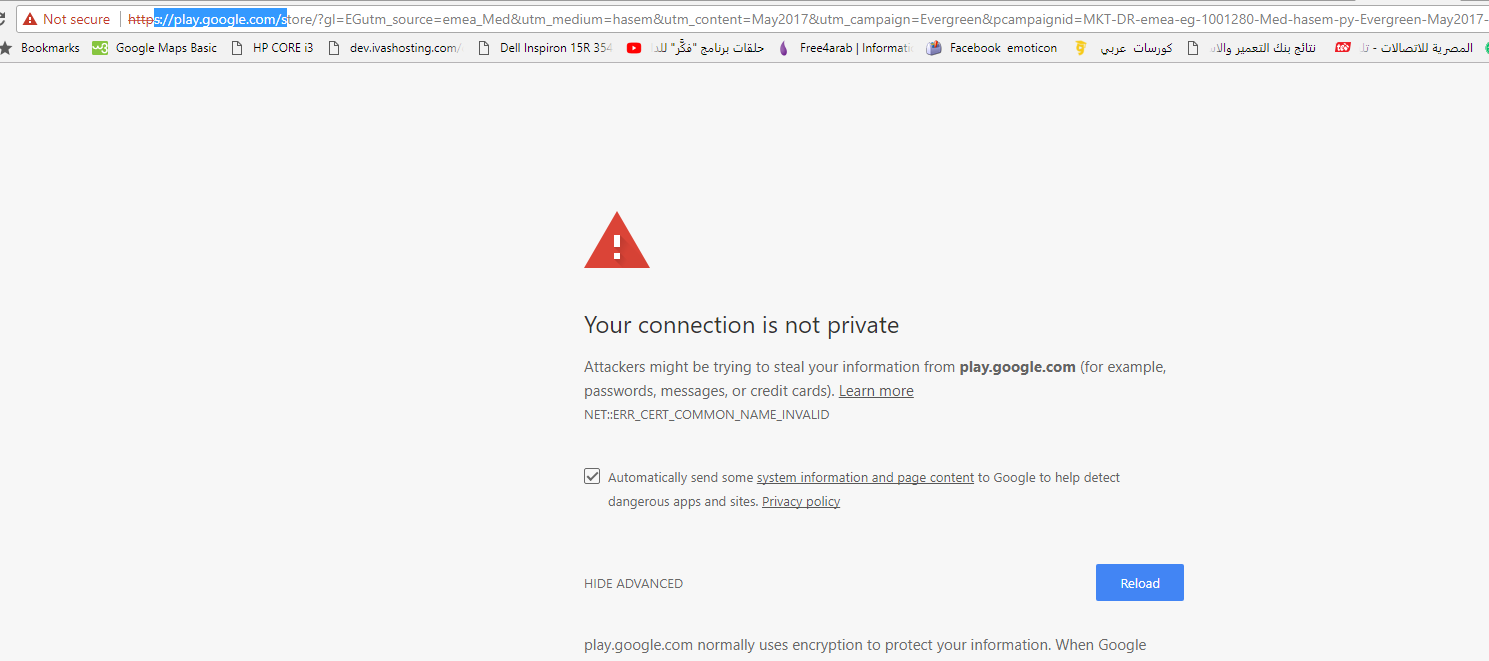 Not secure | https://play.google.com/store/?gl=EGutm_source=emea_Med&utm_medium=hasem&utm_content=May2017&utm_campaign=Evergreen&pcampaignid=MKT-DR-emea-eg-1001280-Med-hasem-py-Evergreen-May2017-
Bookmarks Google Maps Basic HP CORE i3 dev.ivashosting.com/ Dell Inspiron 15R 354 حلقات برنامج "فكَّر" للدا Free4arab | Informati Facebook emoticon كورسات عربي نتائج بنك التعمير والاس المصرية للاتصالات - تا
Your connection is not private
Attackers might be trying to steal your information from play.google.com (for example,
passwords, messages, or credit cards). Learn more
NET::ERR_CERT_COMMON_NAME_INVALID
Automatically send some system information and page content to Google to help detect
dangerous apps and sites. Privacy policy
HIDE ADVANCED
Reload
play.google.com normally uses encryption to protect your information. When Google